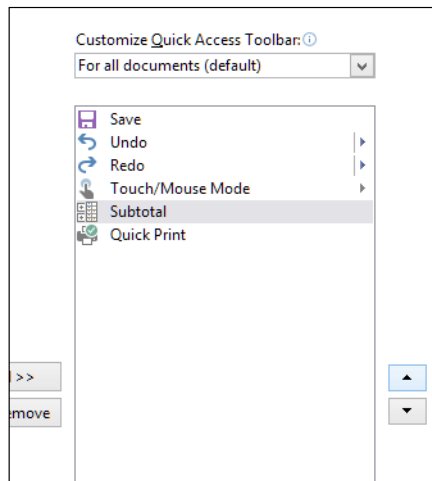 Customize Quick Access Toolbar:
For all documents (default)
Save
Undo
Redo
Touch/Mouse Mode
Subtotal
Quick Print
>>
emove